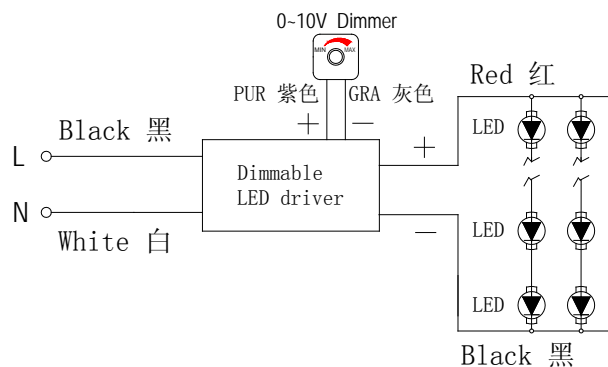 0~10V Dimmer
MIN MAX
PUR 紫色 GRA 灰色
+ −
Red 红
Black 黑
LED
L
+
Dimmable
LED driver
N
White 白
−
LED
LED
Black 黑